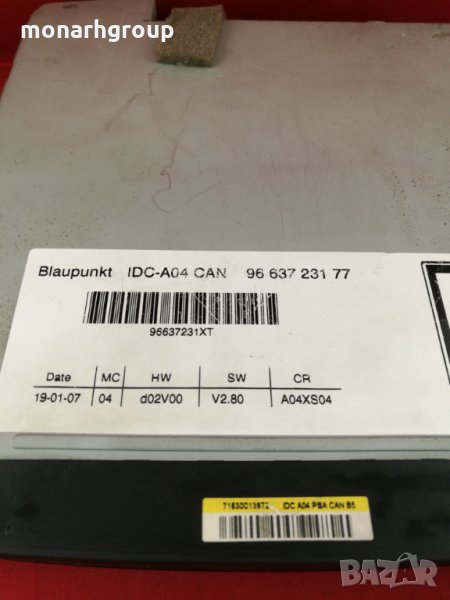 monarhgroup
Blaupunkt IDC-A04 CAN 96 637 231 77
96637231XT
Date MC HW SW CR
19-01-07 04 d02V00 V2.80 A04XS04
IDC A04 PSA CAN B5
BAZAR